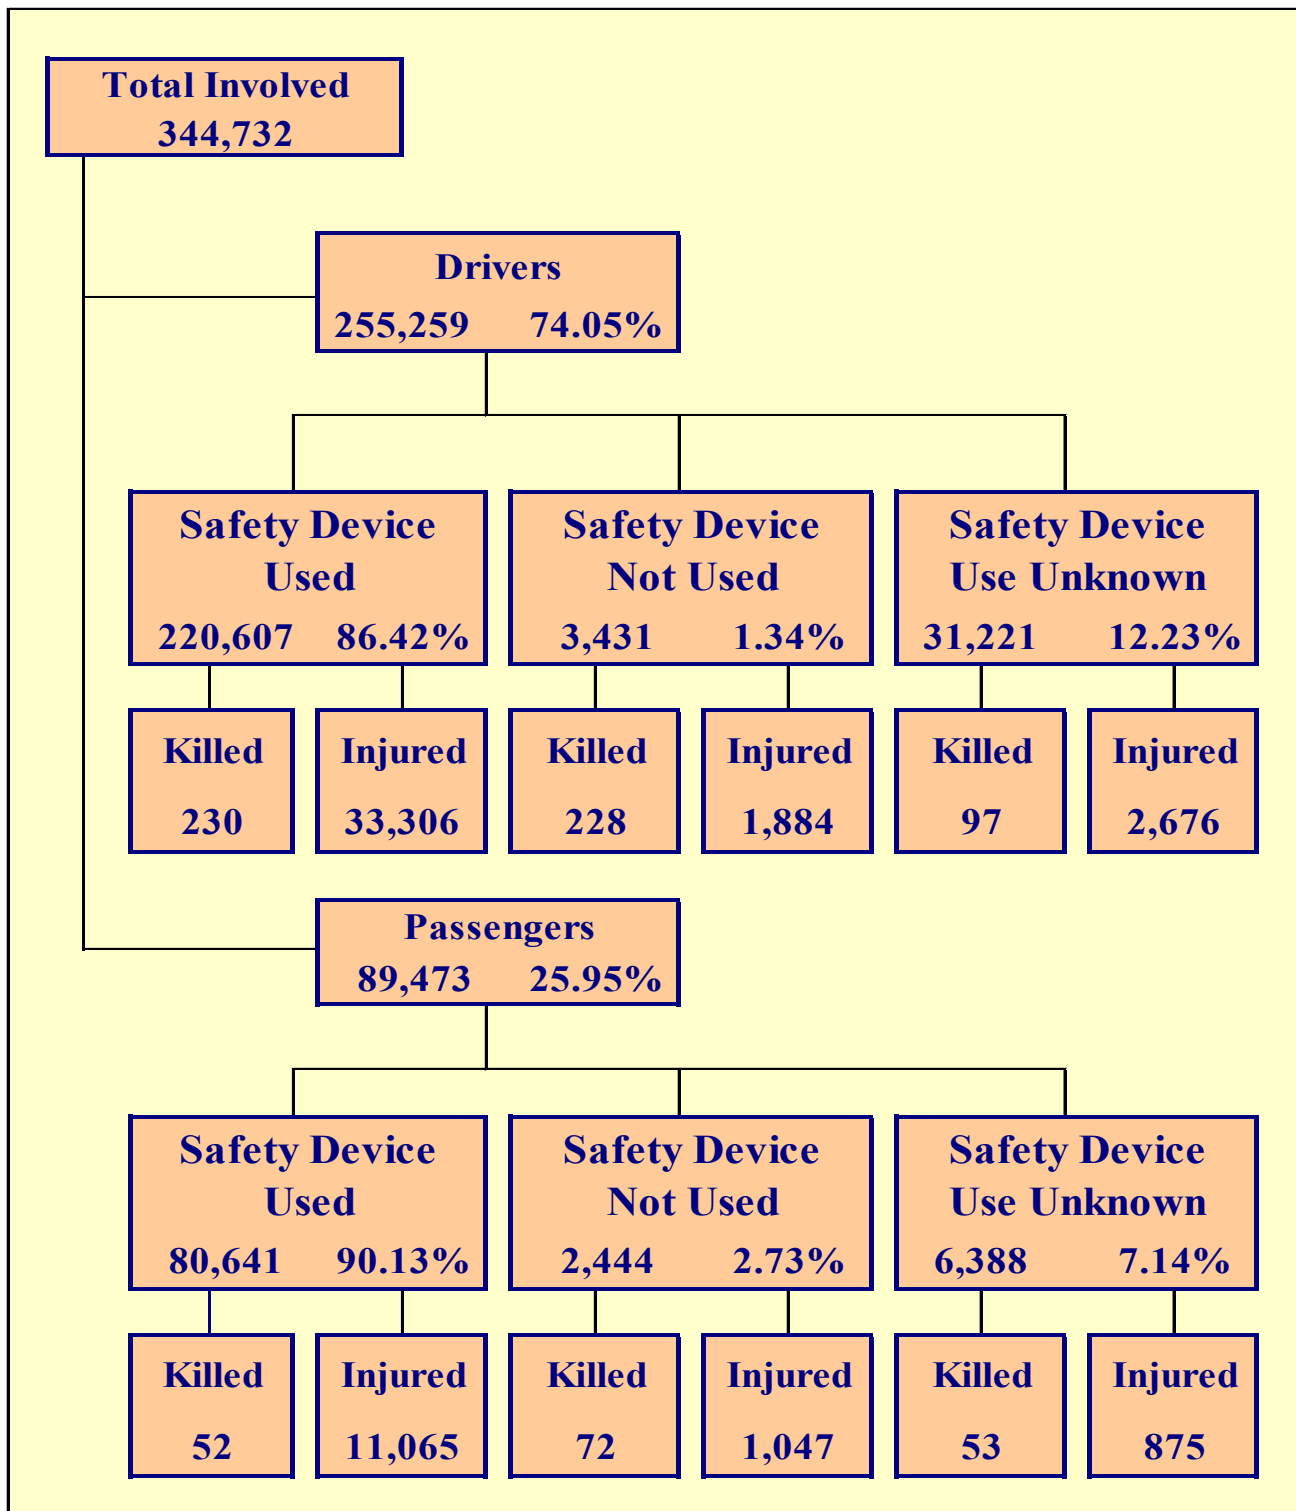 Total Involved
344,732
Drivers
255,259 74.05%
Safety Device Safety Device Safety Device
Used Not Used Use Unknown
220,607 86.42% 3,431 1.34% 31,221 12.23%
Killed Injured Killed Injured Killed Injured
230 33,306 228 1,884 97 2,676
Passengers
89,473 25.95%
Safety Device Safety Device Safety Device
Used Not Used Use Unknown
80,641 90.13% 2,444 2.73% 6,388 7.14%
Killed Injured Killed Injured Killed Injured
52 11,065 72 1,047 53 875